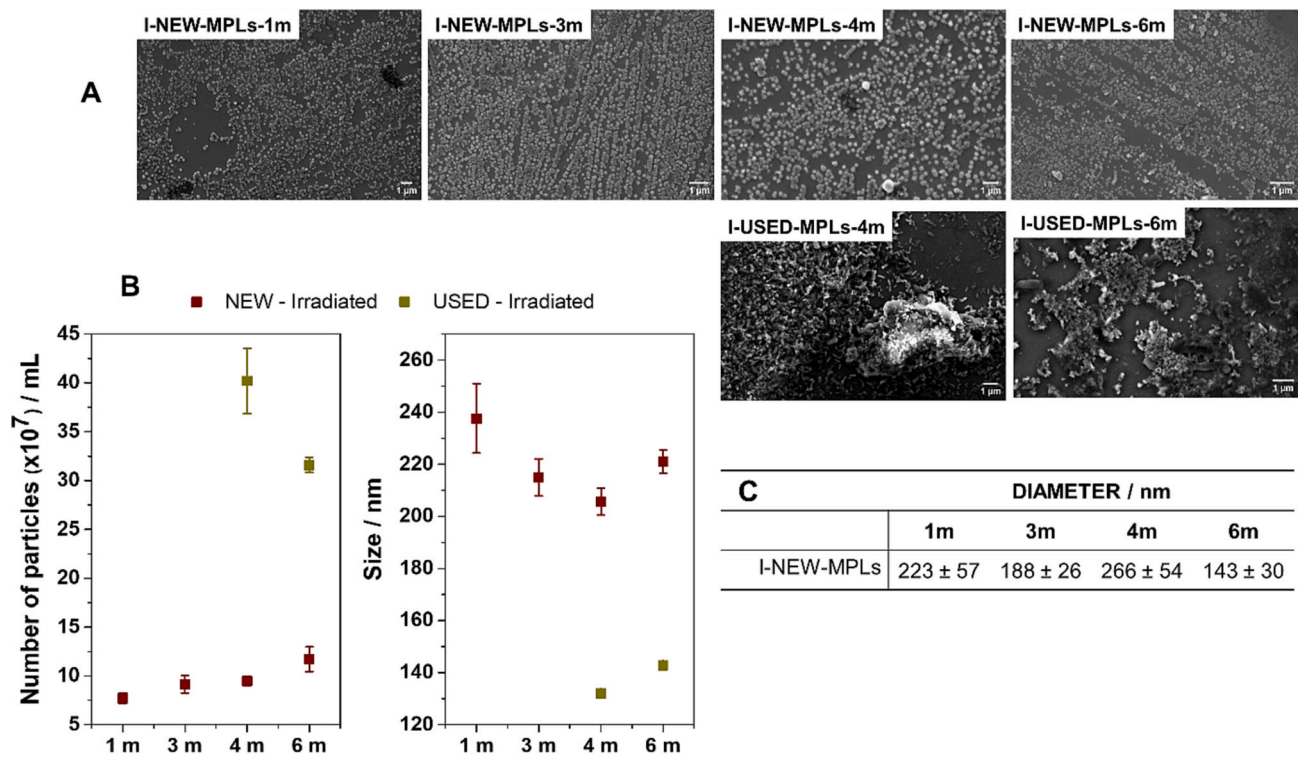 I-NEW-MPLs-1m
I-NEW-MPLs-3m
I-NEW-MPLs-4m
I-NEW-MPLs-6m
A
1 µm
1 µm
1 µm
1 µm
I-USED-MPLs-4m
I-USED-MPLs-6m
1 µm
1 µm
B
NEW - Irradiated
USED - Irradiated
Number of particles (x10⁷) / mL
45
40
35
30
25
20
15
10
5
1 m
3 m
4 m
6 m
Size / nm
260
240
220
200
180
160
140
120
1 m
3 m
4 m
6 m
C
DIAMETER / nm
1m 3m 4m 6m
I-NEW-MPLs 223 ± 57 188 ± 26 266 ± 54 143 ± 30